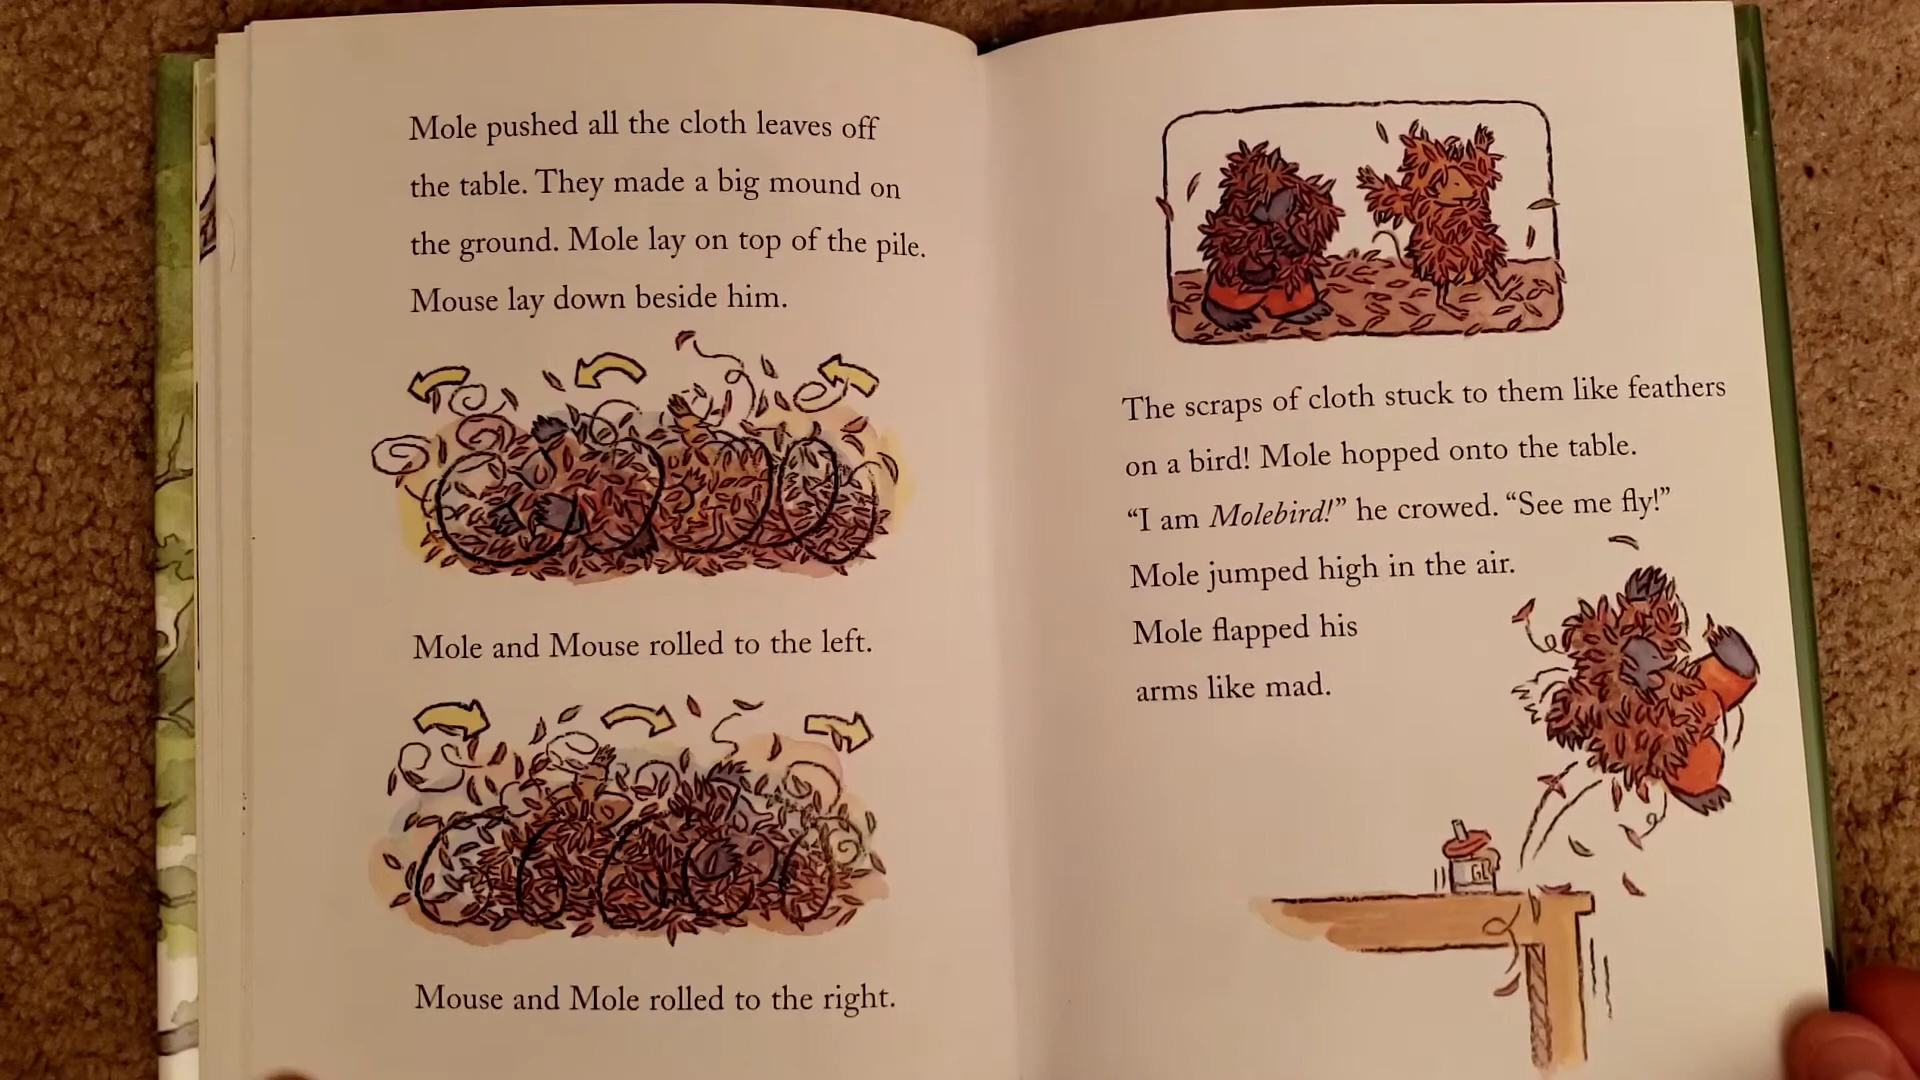 Mole pushed all the cloth leaves off
the table. They made a big mound on
the ground. Mole lay on top of the pile.
Mouse lay down beside him.
Mole and Mouse rolled to the left.
Mouse and Mole rolled to the right.
The scraps of cloth stuck to them like feathers
on a bird! Mole hopped onto the table.
“I am Molebird!” he crowed. “See me fly!”
Mole jumped high in the air.
Mole flapped his
arms like mad.
GL